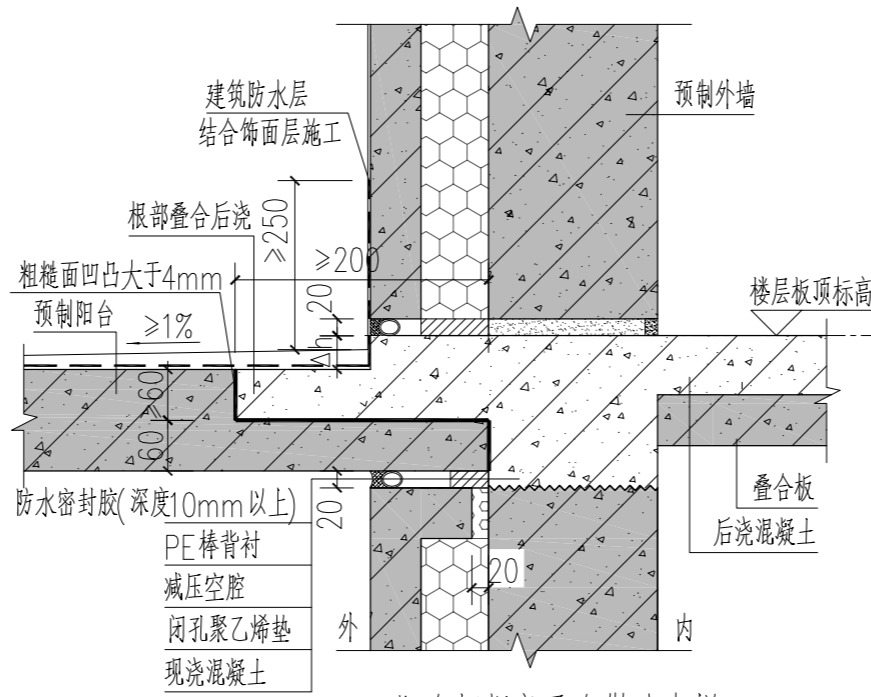 建筑防水层
结合饰面层施工
预制外墙
根部叠合后浇
≥250
≥200
粗糙面凹凸大于4mm
预制阳台
≥1%
20
Δh
楼层板顶标高
≥60
60
防水密封胶(深度10mm以上)
20
PE棒背衬
减压空腔
闭孔聚乙烯垫
现浇混凝土
20
外
内
叠合板
后浇混凝土